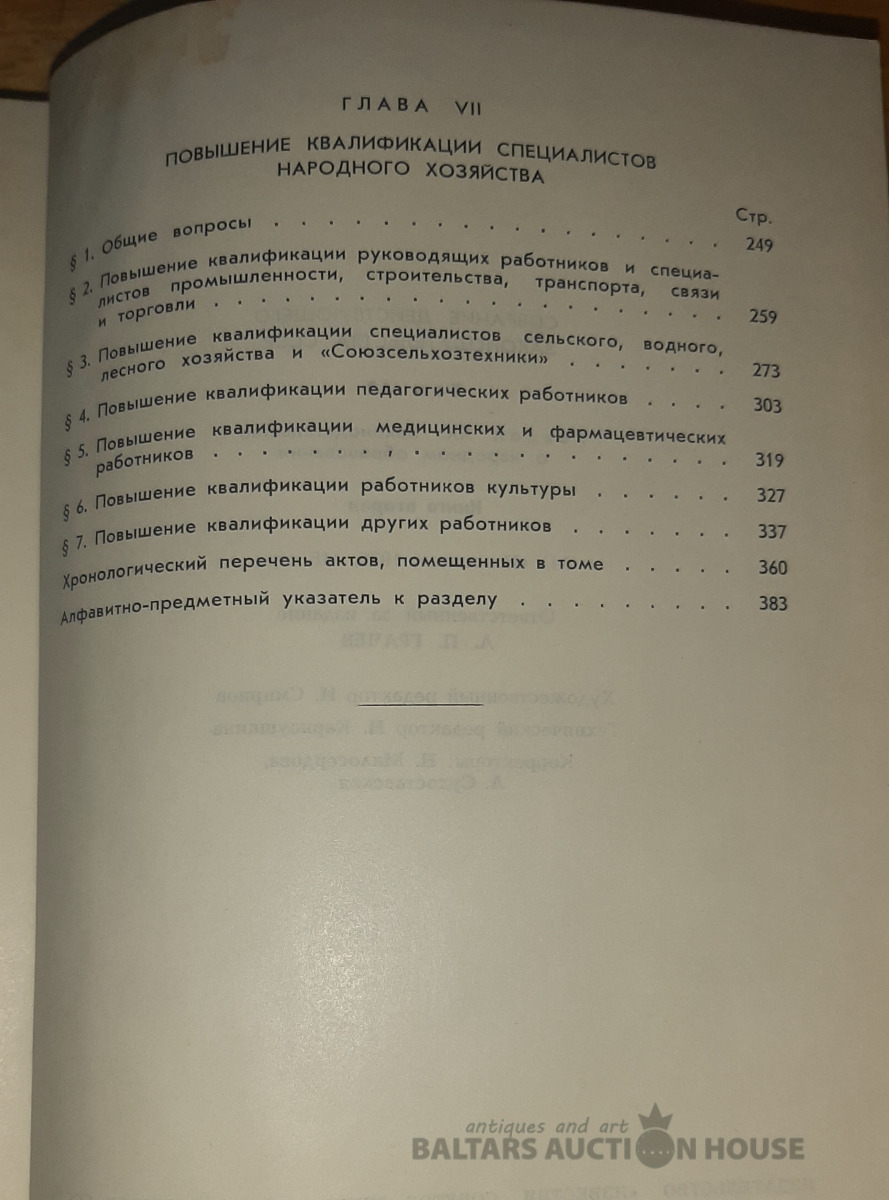 ГЛАВА VII
ПОВЫШЕНИЕ КВАЛИФИКАЦИИ СПЕЦИАЛИСТОВ
НАРОДНОГО ХОЗЯЙСТВА
Стр.
§ 1. Общие вопросы . . . . . . . . . . . . . . . . . 249
§ 2. Повышение квалификации руководящих работников и специа-
листов промышленности, строительства, транспорта, связи
и торговли . . . . . . . . . . . . . . . . . . . 259
§ 3. Повышение квалификации специалистов сельского, водного,
лесного хозяйства и «Союзсельхозтехники» . . . . . . 273
§ 4. Повышение квалификации педагогических работников . . . . 303
§ 5. Повышение квалификации медицинских и фармацевтических
работников . . . . . . . . . . . . . . . . . . . 319
§ 6. Повышение квалификации работников культуры . . . . . . 327
§ 7. Повышение квалификации других работников . . . . . . 337
Хронологический перечень актов, помещенных в томе . . . . . 360
Алфавитно-предметный указатель к разделу . . . . . . . . 383
antiques and art
BALTARS AUCTION HOUSE